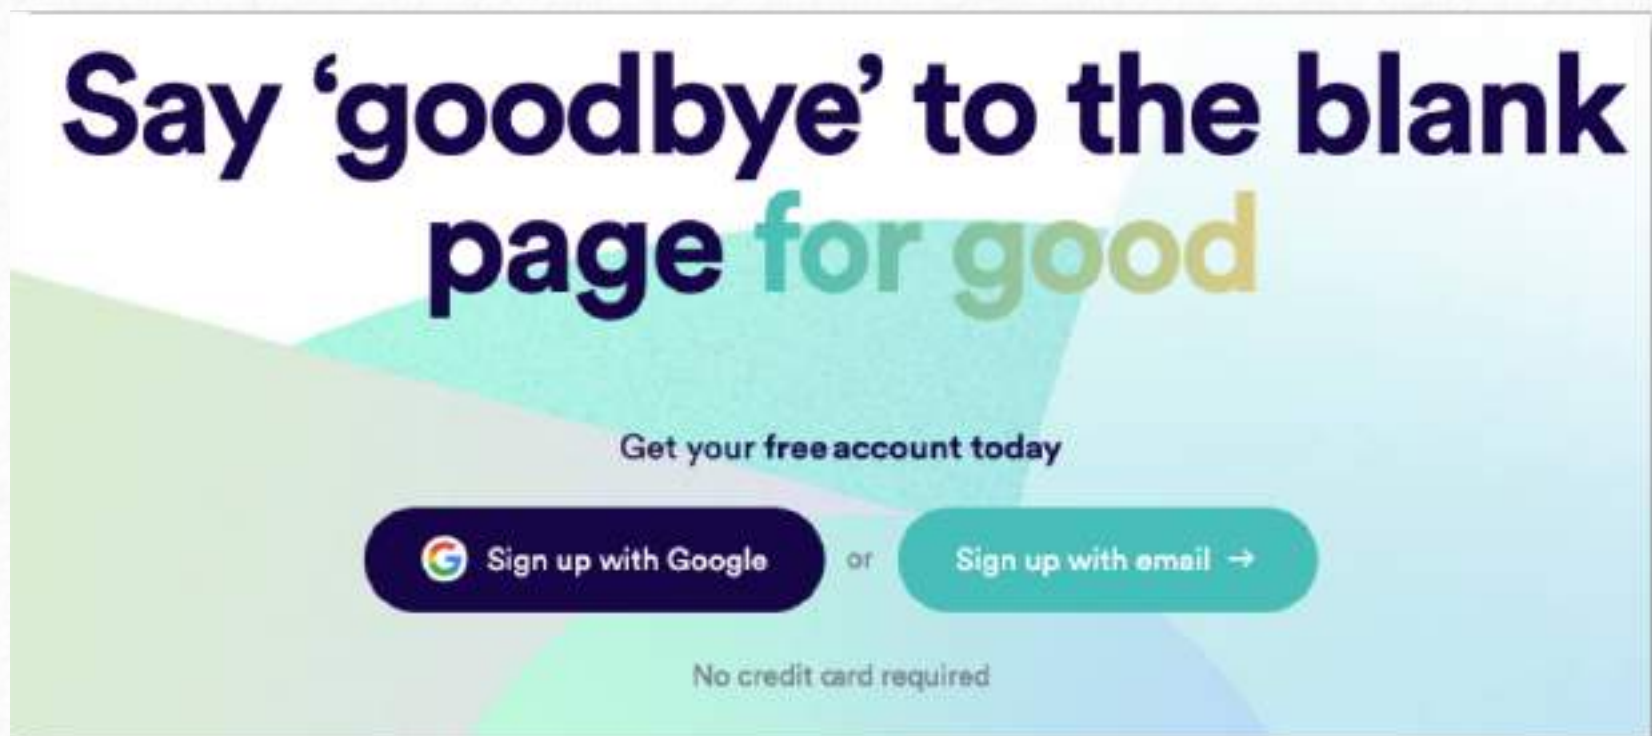 Say ‘goodbye’ to the blank
page for good
Get your free account today
Sign up with Google or Sign up with email →
No credit card required